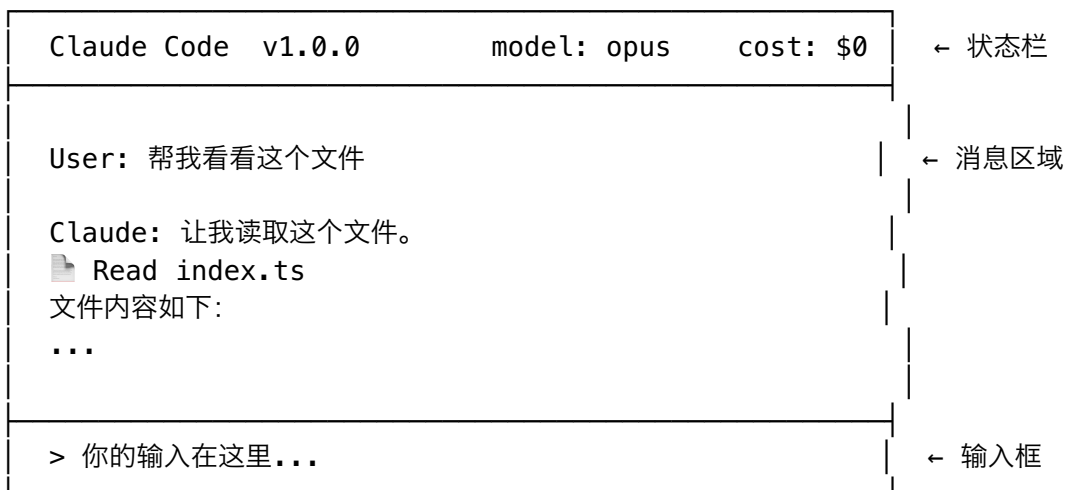 Claude Code v1.0.0 model: opus cost: $0 ← 状态栏
User: 帮我看看这个文件 ← 消息区域
Claude: 让我读取这个文件。
📄 Read index.ts
文件内容如下:
...
> 你的输入在这里... ← 输入框